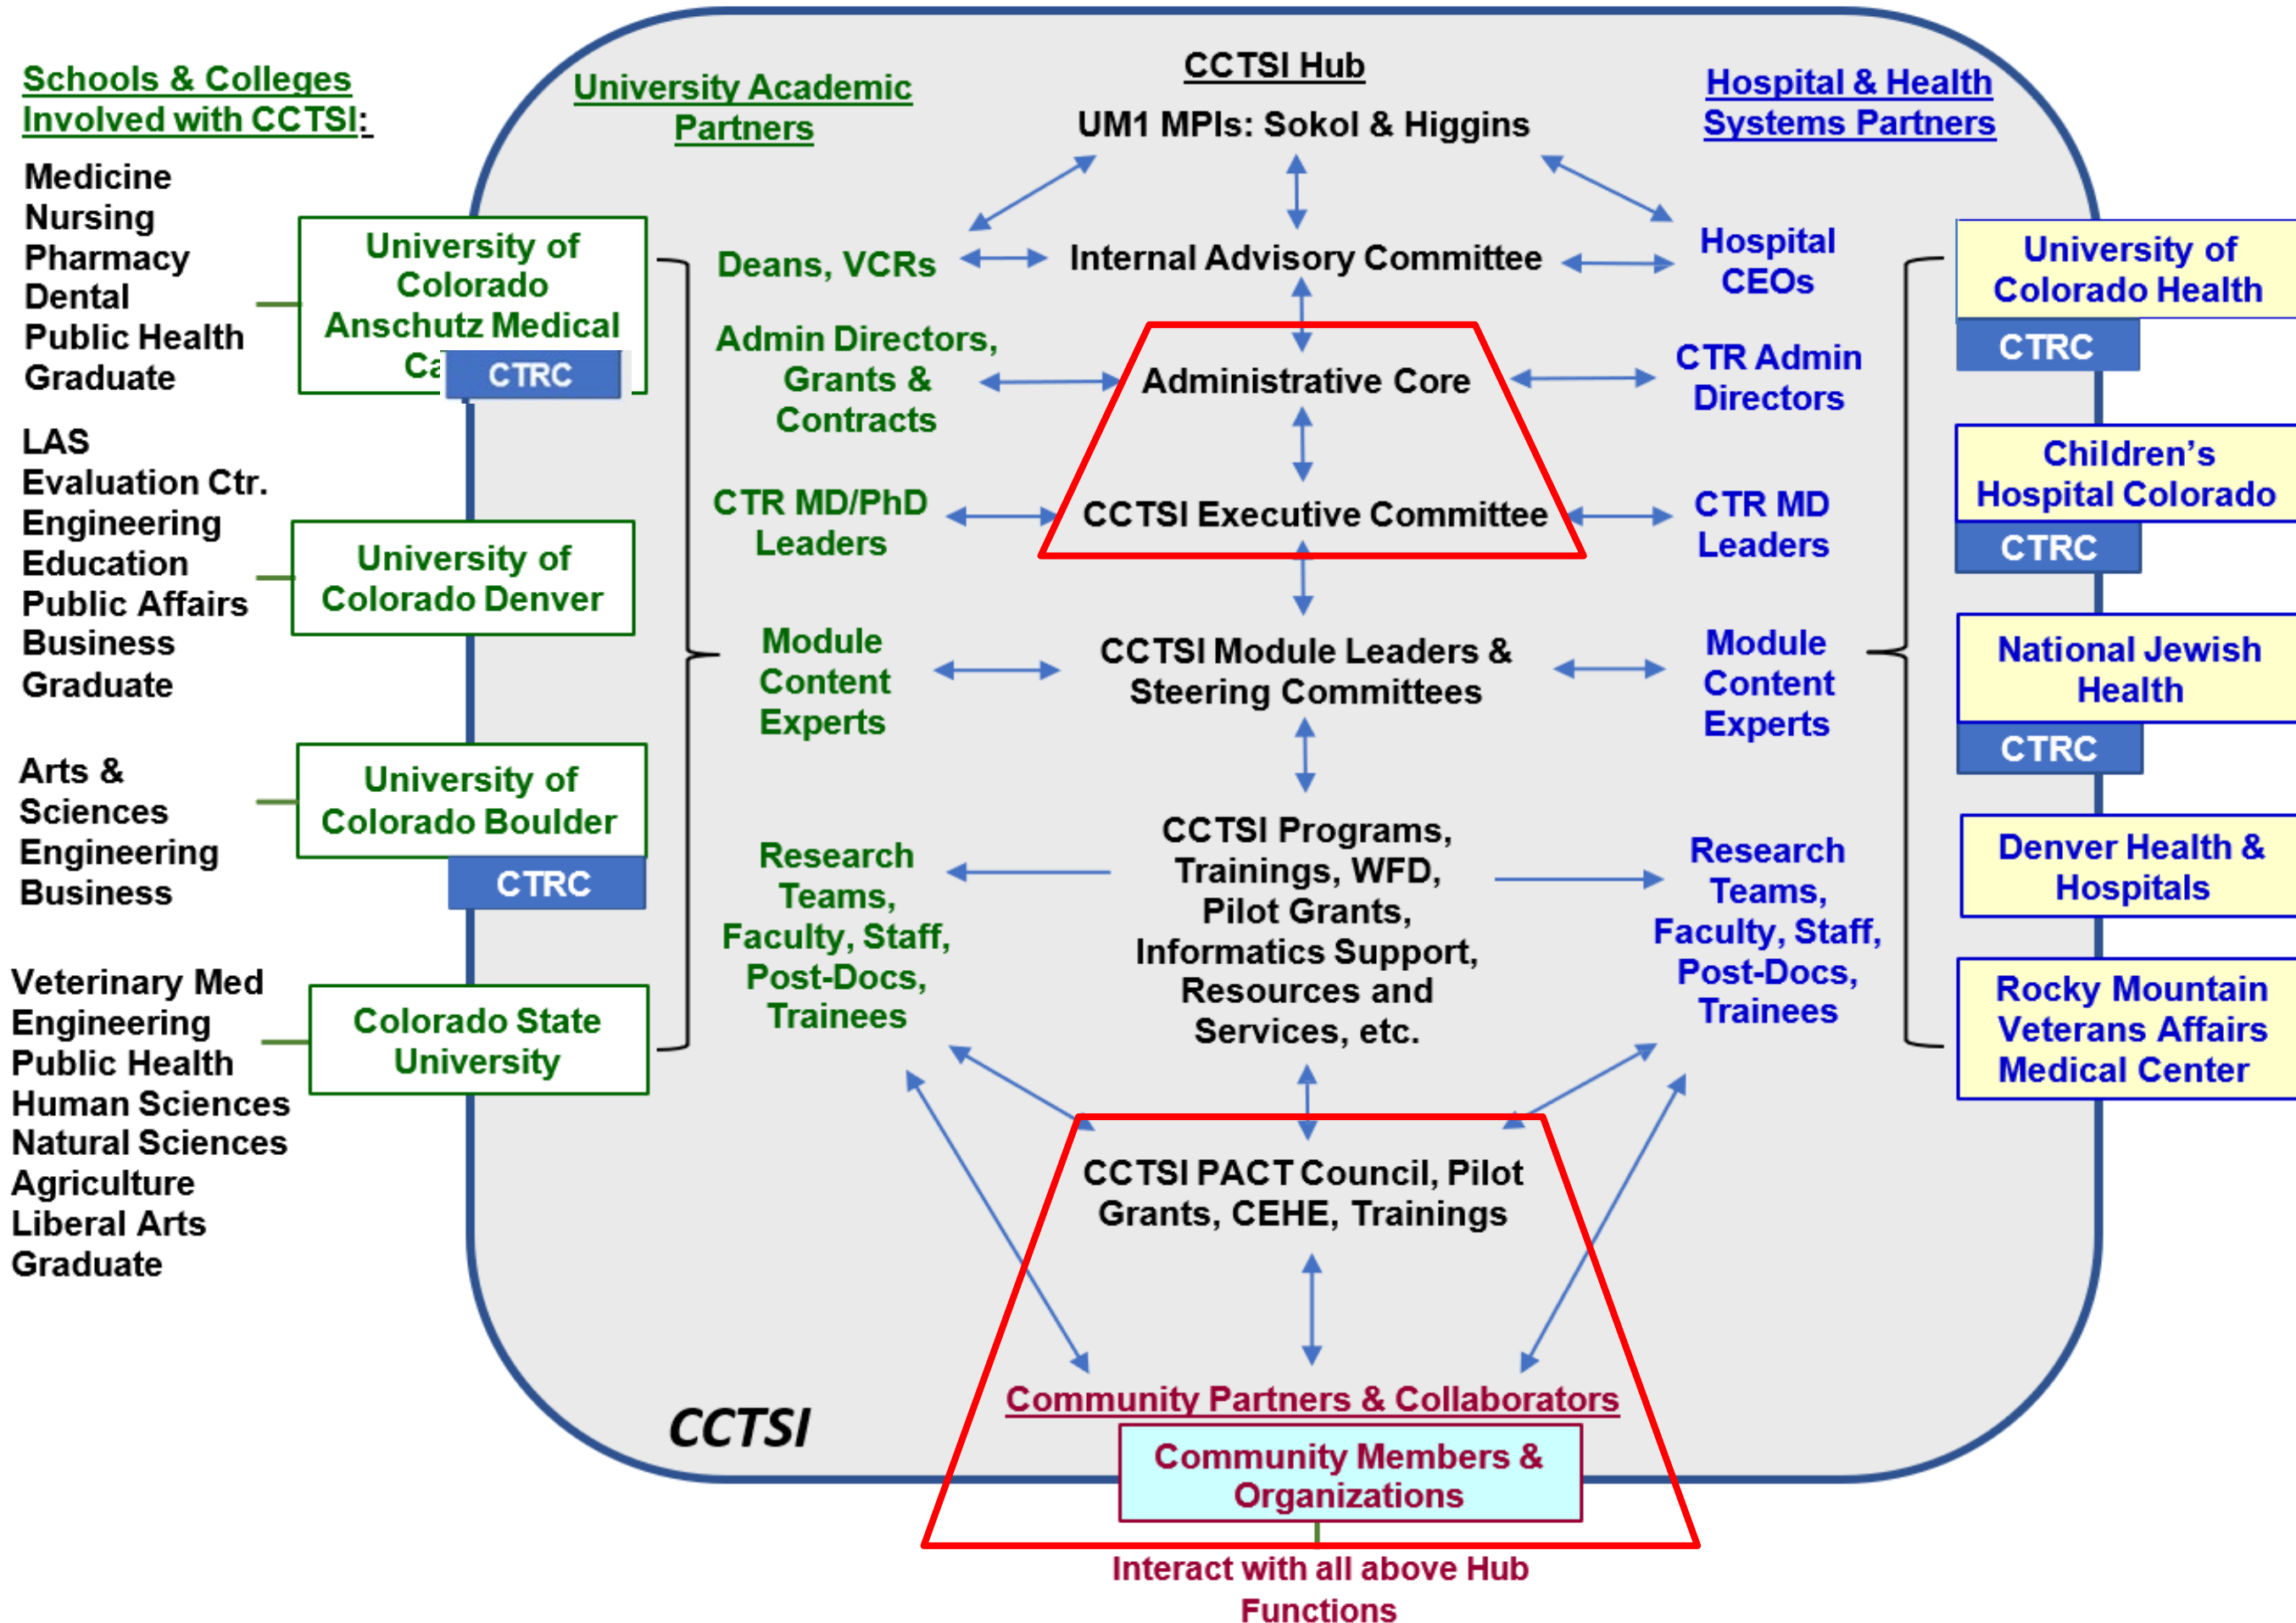 Schools & Colleges
Involved with CCTSI:
Medicine
Nursing
Pharmacy
Dental
Public Health
Graduate
LAS
Evaluation Ctr.
Engineering
Education
Public Affairs
Business
Graduate
Arts &
Sciences
Engineering
Business
Veterinary Med
Engineering
Public Health
Human Sciences
Natural Sciences
Agriculture
Liberal Arts
Graduate
University of
Colorado
Anschutz Medical
Ca
CTRC
University of
Colorado Denver
University of
Colorado Boulder
CTRC
Colorado State
University
University Academic
Partners
Deans, VCRs
Admin Directors,
Grants &
Contracts
CTR MD/PhD
Leaders
Module
Content
Experts
Research
Teams,
Faculty, Staff,
Post-Docs,
Trainees
CCTSI Hub
UM1 MPIs: Sokol & Higgins
Internal Advisory Committee
Administrative Core
CCTSI Executive Committee
CCTSI Module Leaders &
Steering Committees
CCTSI Programs,
Trainings, WFD,
Pilot Grants,
Informatics Support,
Resources and
Services, etc.
CCTSI PACT Council, Pilot
Grants, CEHE, Trainings
Community Partners & Collaborators
Community Members &
Organizations
Interact with all above Hub
Functions
CCTSI
Hospital & Health
Systems Partners
Hospital
CEOs
CTR Admin
Directors
CTR MD
Leaders
Module
Content
Experts
Research
Teams,
Faculty, Staff,
Post-Docs,
Trainees
University of
Colorado Health
CTRC
Children's
Hospital Colorado
CTRC
National Jewish
Health
CTRC
Denver Health &
Hospitals
Rocky Mountain
Veterans Affairs
Medical Center